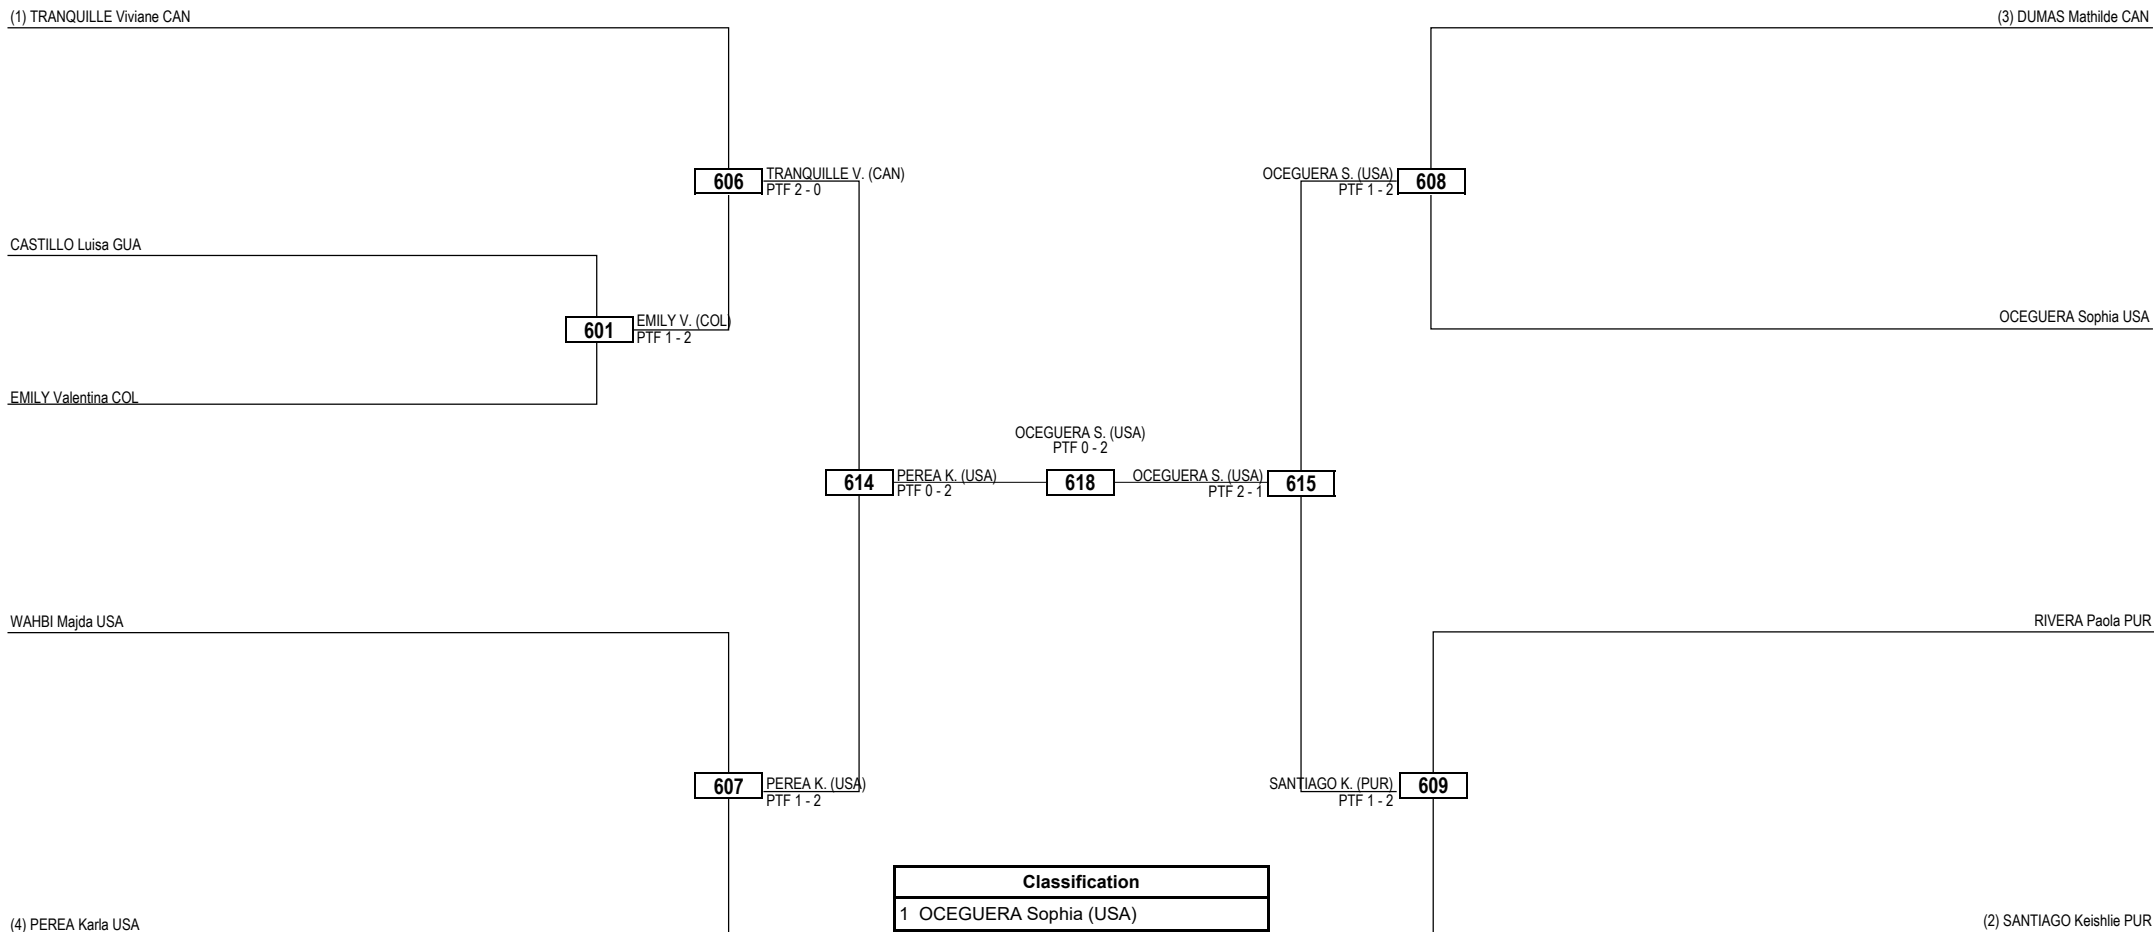 (1) TRANQUILLE Viviane CAN
(3) DUMAS Mathilde CAN
606
TRANQUILLE V. (CAN)
PTF 2 - 0
OCEGUERA S. (USA)
PTF 1 - 2
608
CASTILLO Luisa GUA
601
EMILY V. (COL)
PTF 1 - 2
OCEGUERA Sophia USA
EMILY Valentina COL
OCEGUERA S. (USA)
PTF 0 - 2
614
PEREA K. (USA)
PTF 0 - 2
618
OCEGUERA S. (USA)
PTF 2 - 1
615
WAHBI Majda USA
RIVERA Paola PUR
607
PEREA K. (USA)
PTF 1 - 2
SANTIAGO K. (PUR)
PTF 1 - 2
609
Classification
1 OCEGUERA Sophia (USA)
(4) PEREA Karla USA
(2) SANTIAGO Keishlie PUR